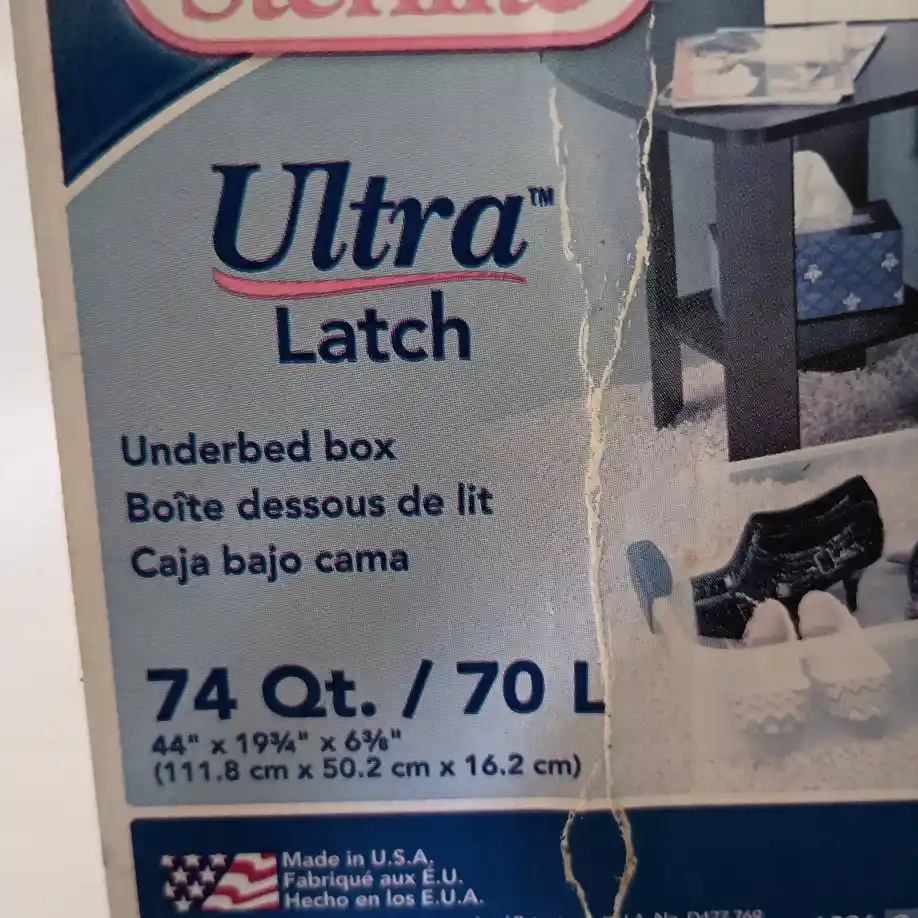 Sterilite
Ultra™
Latch
Underbed box
Boîte dessous de lit
Caja bajo cama
74 Qt. / 70 L
44" x 19¾" x 6⅜"
(111.8 cm x 50.2 cm x 16.2 cm)
Made in U.S.A.
Fabriqué aux É.U.
Hecho en los E.U.A.